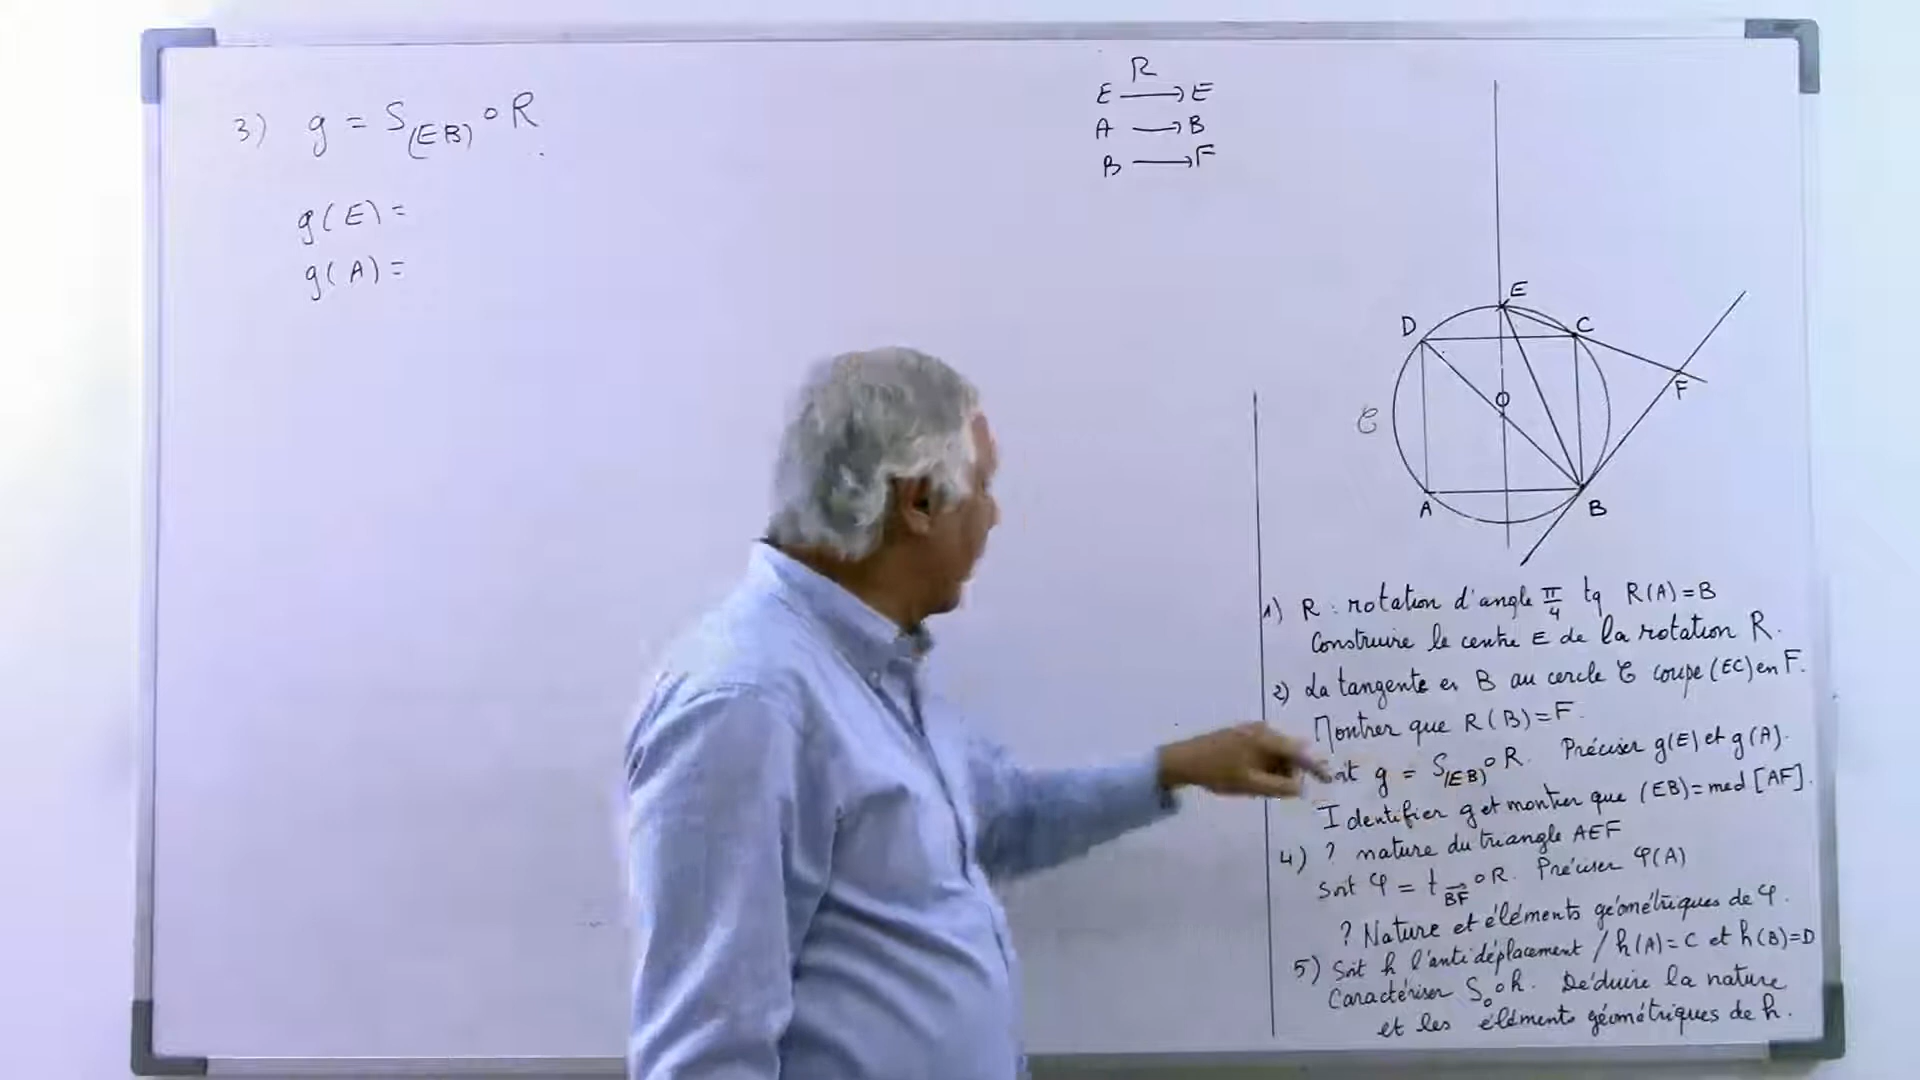 3) g = S(EB) ∘ R
g(E) =
g(A) =
R
E → E
A → B
B → F
E
D
C
F
O
𝒞
A
B
1) R : rotation d'angle π/4 tq R(A) = B
Construire le centre E de la rotation R.
2) La tangente en B au cercle 𝒞 coupe (EC) en F.
Montrer que R(B) = F.
g = S(EB) ∘ R. Préciser g(E) et g(A).
Identifier g et montrer que (EB) = med [AF].
4) ? nature du triangle AEF
Soit φ = t BF→ ∘ R. Préciser φ(A)
? Nature et éléments géométriques de φ.
5) Soit h l'antidéplacement / h(A) = C et h(B) = D
Caractériser S₀ ∘ h. Déduire la nature
et les éléments géométriques de h.